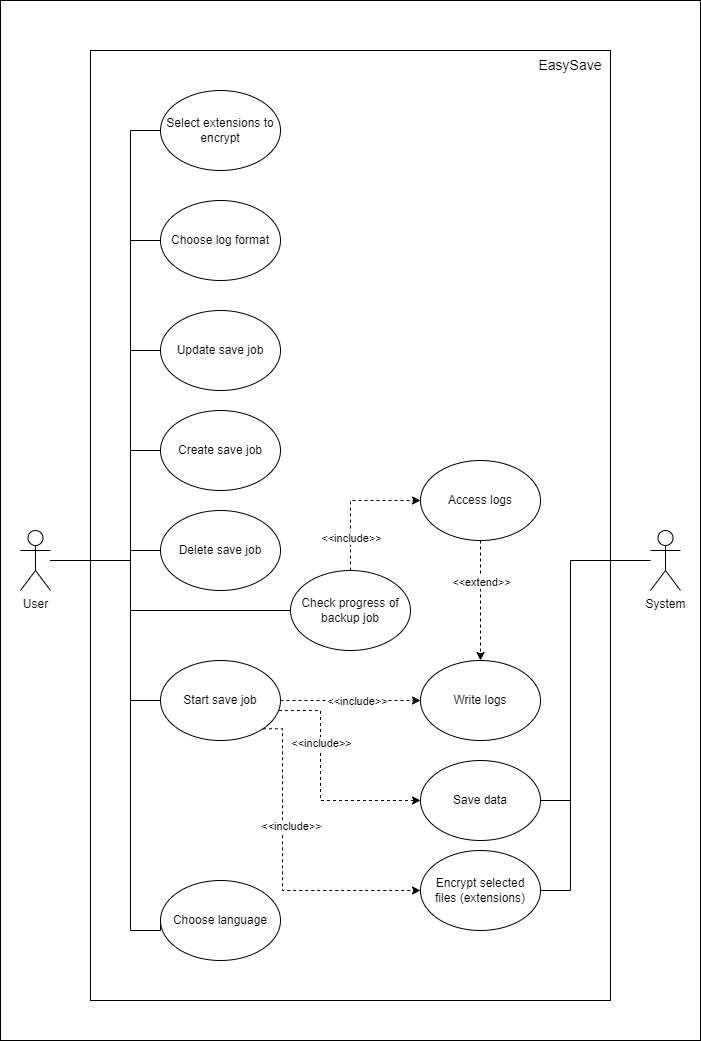 EasySave
Select extensions to
encrypt
Choose log format
Update save job
Create save job
Access logs
<<include>>
Delete save job
<<extend>>
User
Check progress of
backup job
System
Start save job
<<include>>
Write logs
<<include>>
Save data
<<include>>
Encrypt selected
files (extensions)
Choose language